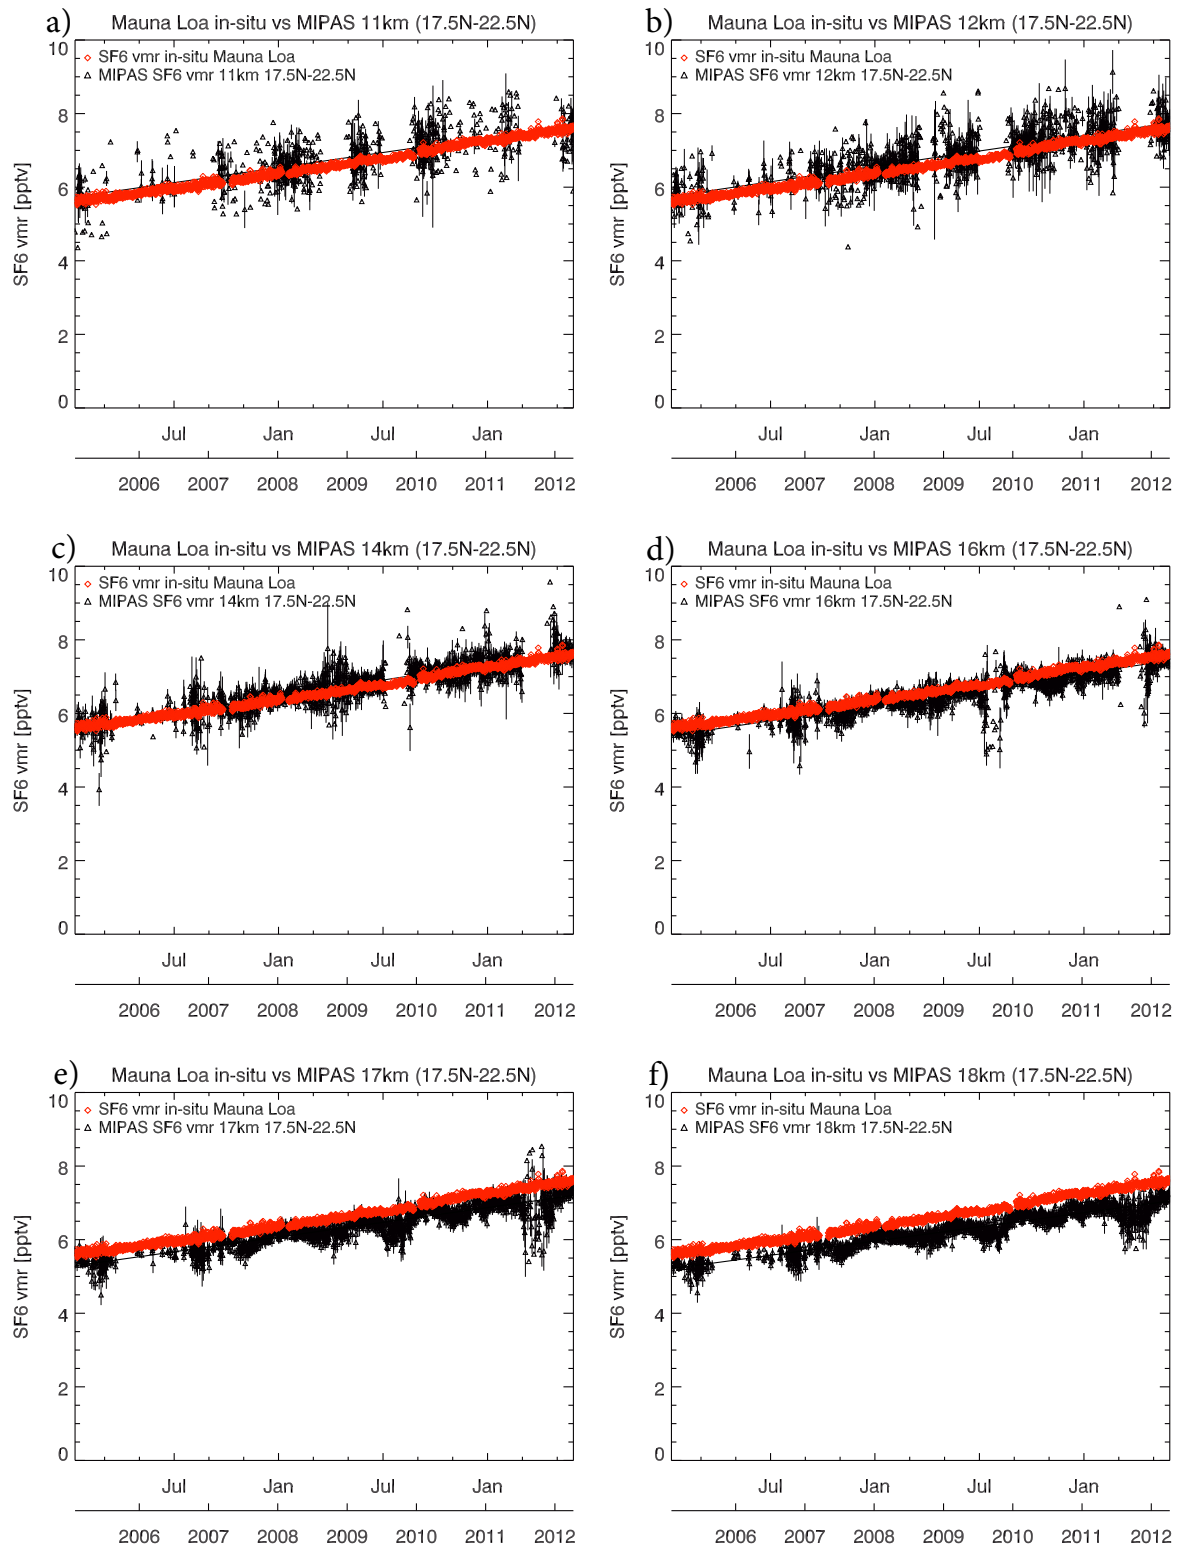 a) Mauna Loa in-situ vs MIPAS 11km (17.5N-22.5N)
SF6 vmr in-situ Mauna Loa
MIPAS SF6 vmr 11km 17.5N-22.5N
SF6 vmr [pptv]
10
8
6
4
2
0
Jul Jan Jul Jan
2006 2007 2008 2009 2010 2011 2012
b) Mauna Loa in-situ vs MIPAS 12km (17.5N-22.5N)
SF6 vmr in-situ Mauna Loa
MIPAS SF6 vmr 12km 17.5N-22.5N
SF6 vmr [pptv]
10
8
6
4
2
0
Jul Jan Jul Jan
2006 2007 2008 2009 2010 2011 2012
c) Mauna Loa in-situ vs MIPAS 14km (17.5N-22.5N)
SF6 vmr in-situ Mauna Loa
MIPAS SF6 vmr 14km 17.5N-22.5N
SF6 vmr [pptv]
10
8
6
4
2
0
Jul Jan Jul Jan
2006 2007 2008 2009 2010 2011 2012
d) Mauna Loa in-situ vs MIPAS 16km (17.5N-22.5N)
SF6 vmr in-situ Mauna Loa
MIPAS SF6 vmr 16km 17.5N-22.5N
SF6 vmr [pptv]
10
8
6
4
2
0
Jul Jan Jul Jan
2006 2007 2008 2009 2010 2011 2012
e) Mauna Loa in-situ vs MIPAS 17km (17.5N-22.5N)
SF6 vmr in-situ Mauna Loa
MIPAS SF6 vmr 17km 17.5N-22.5N
SF6 vmr [pptv]
10
8
6
4
2
0
Jul Jan Jul Jan
2006 2007 2008 2009 2010 2011 2012
f) Mauna Loa in-situ vs MIPAS 18km (17.5N-22.5N)
SF6 vmr in-situ Mauna Loa
MIPAS SF6 vmr 18km 17.5N-22.5N
SF6 vmr [pptv]
10
8
6
4
2
0
Jul Jan Jul Jan
2006 2007 2008 2009 2010 2011 2012